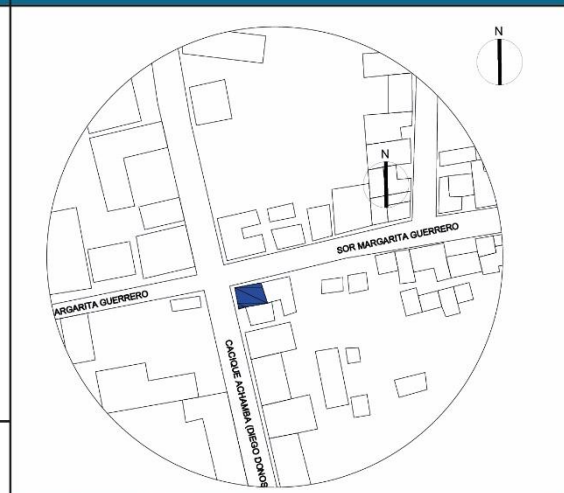 N
N
SOR MARGARITA GUERRERO
ARGARITA GUERRERO
CACIQUE ACHAMBA (DIEGO DONOS